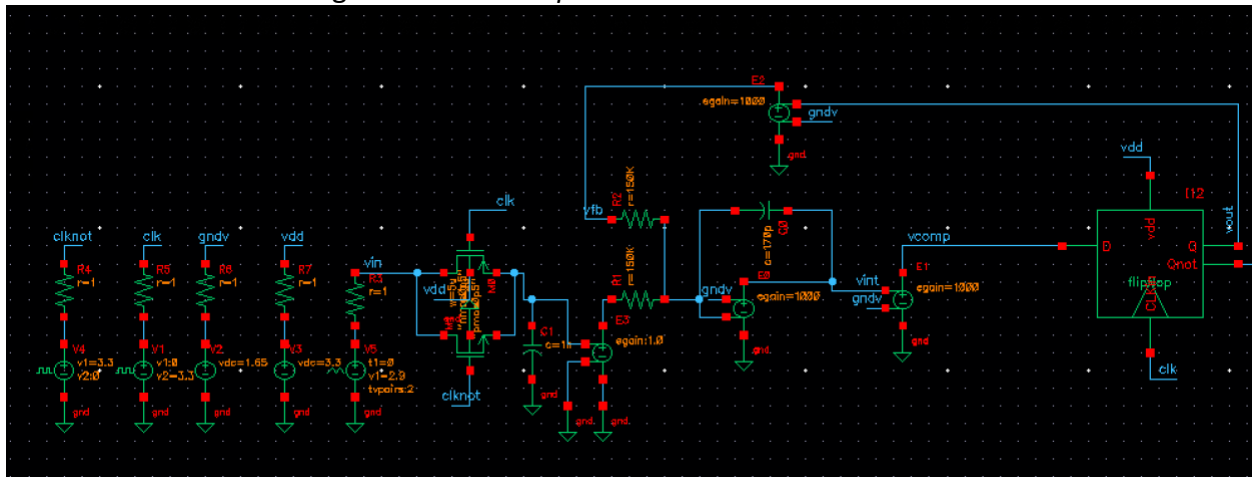 E2
egain=1000
gndv
gnd
vdd
I12
r=150K
R2
vfb
clk
clknot
clk
gndv
vdd
vin
c=170p
C0
vcomp
D
vdd
Q
vout
Qnot
flipflop
CLK
clk
R4
r=1
R5
r=1
R6
r=1
R7
r=1
R3
r=1
vdd
M0
r=150K
R1
gndv
E0
egain=1000
vint
gndv
E1
egain=1000
gnd
gnd
V4
v1=3.3
v2:0
V1
v1:0
v2=3.3
V2
vdc=1.65
V3
vdc=3.3
V5
t1=0
v1=2.9
tvpairs:2
gnd
gnd
gnd
gnd
gnd
clknot
C1
gnd
E3
egain:1.0
gnd
gnd